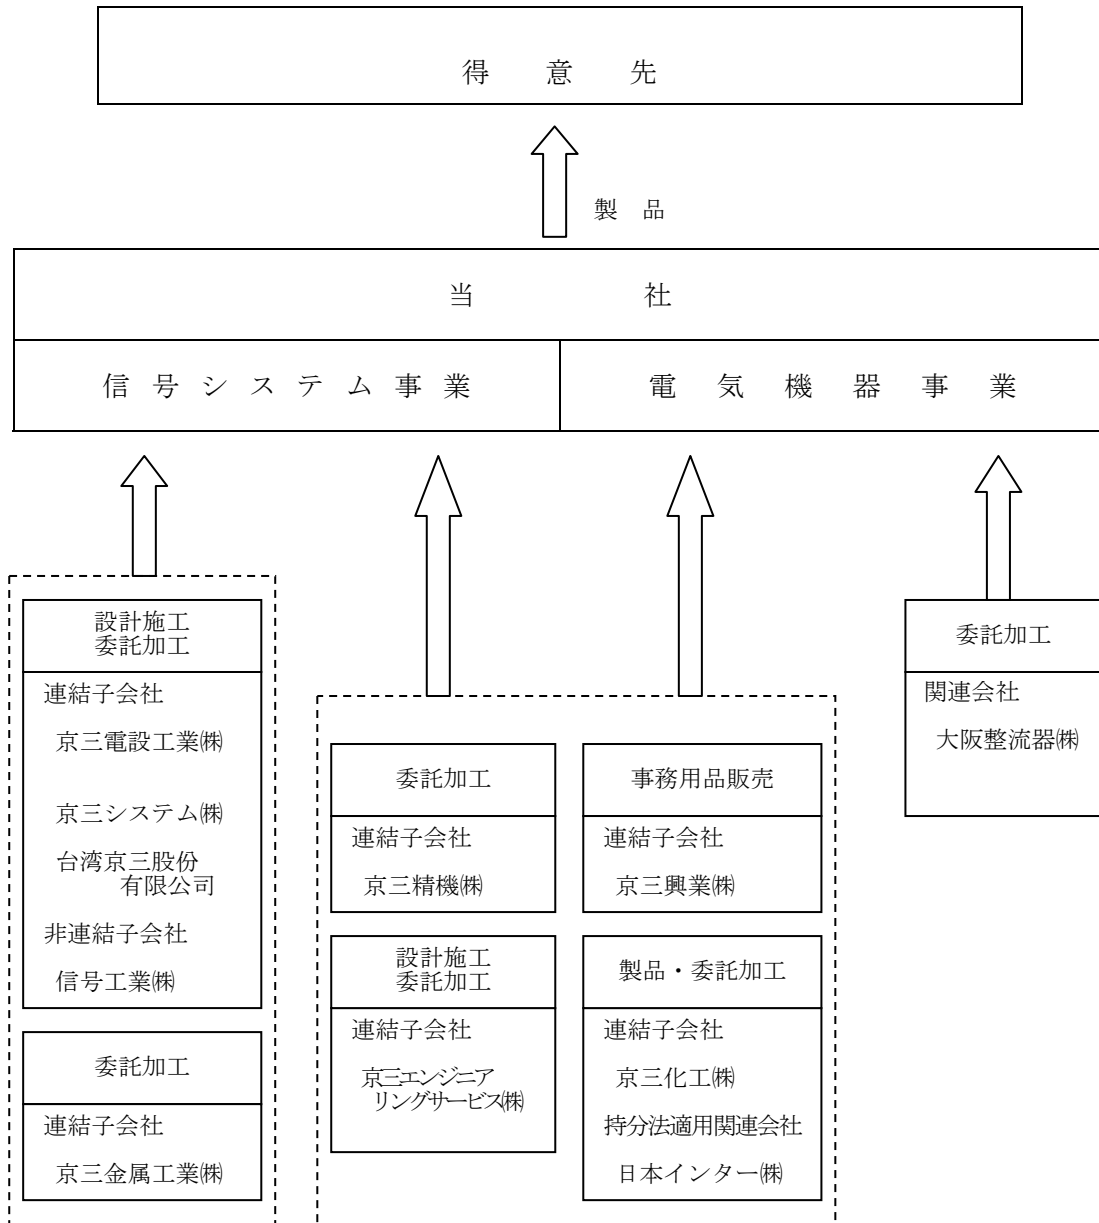 得意先
製品
当社
信号システム事業
電気機器事業
設計施工
委託加工
連結子会社
京三電設工業㈱
京三システム㈱
台湾京三股份
有限公司
非連結子会社
信号工業㈱
委託加工
連結子会社
京三金属工業㈱
委託加工
連結子会社
京三精機㈱
設計施工
委託加工
連結子会社
京三エンジニア
リングサービス㈱
事務用品販売
連結子会社
京三興業㈱
製品・委託加工
連結子会社
京三化工㈱
持分法適用関連会社
日本インター㈱
委託加工
関連会社
大阪整流器㈱